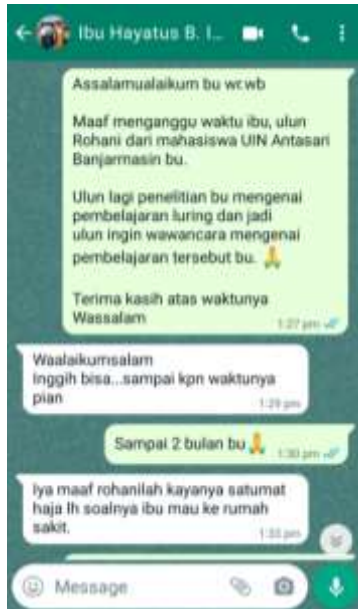 Ibu Hayatus B. I...
Assalamualaikum bu wr.wb
Maaf menganggu waktu ibu, ulun
Rohani dari mahasiswa UIN Antasari
Banjarmasin bu.
Ulun lagi penelitian bu mengenai
pembelajaran luring dan jadi
ulun ingin wawancara mengenai
pembelajaran tersebut bu. 🙏
Terima kasih atas waktunya
Wassalam
1:27 pm
Waalaikumsalam
Inggih bisa...sampai kpn waktunya
pian
1:29 pm
Sampai 2 bulan bu 🙏
1:30 pm
Iya maaf rohanilah kayanya satumat
haja lh soalnya ibu mau ke rumah
sakit.
1:33 pm
Message